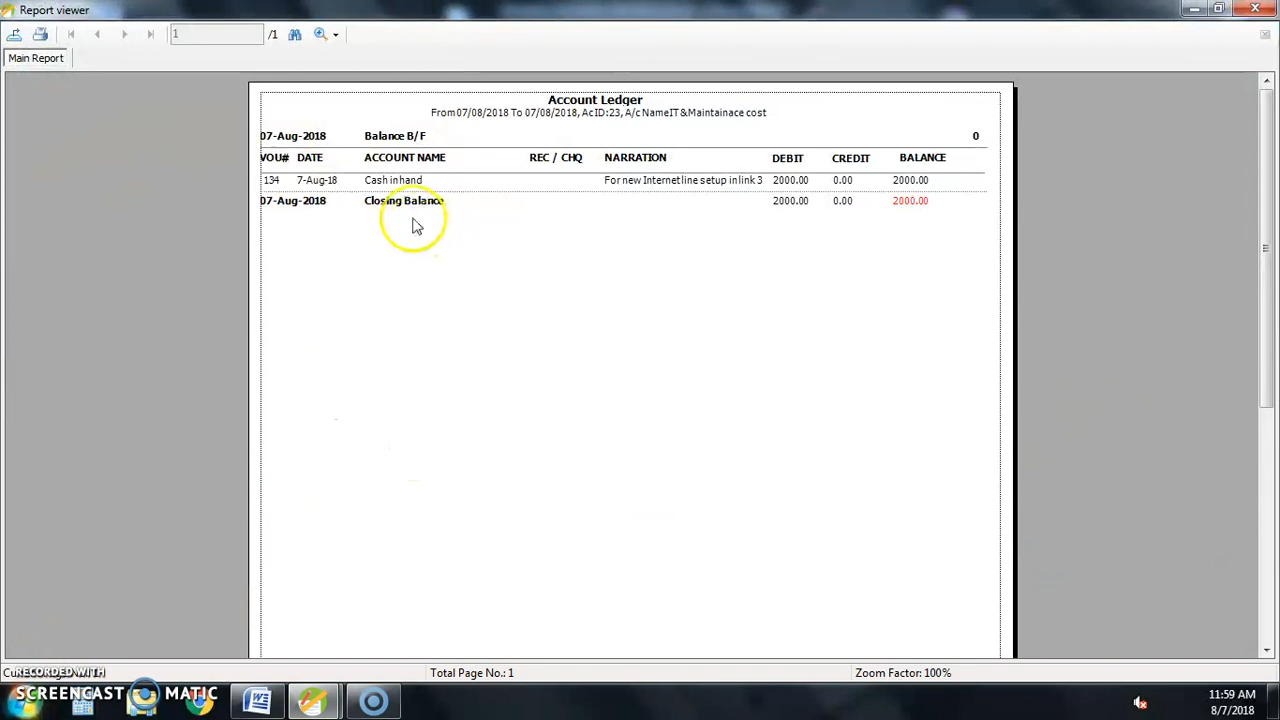 Report viewer
1 /1
Main Report
Account Ledger
From 07/08/2018 To 07/08/2018, Ac ID:23, A/c NameIT & Maintainace cost
07-Aug-2018 Balance B/F 0
VOU# DATE ACCOUNT NAME REC / CHQ NARRATION DEBIT CREDIT BALANCE
134 7-Aug-18 Cash in hand For new Internet line setup in link 3 2000.00 0.00 2000.00
07-Aug-2018 Closing Balance 2000.00 0.00 2000.00
Total Page No.: 1 Zoom Factor: 100%
RECORDED WITH
SCREENCAST MATIC
11:59 AM
8/7/2018